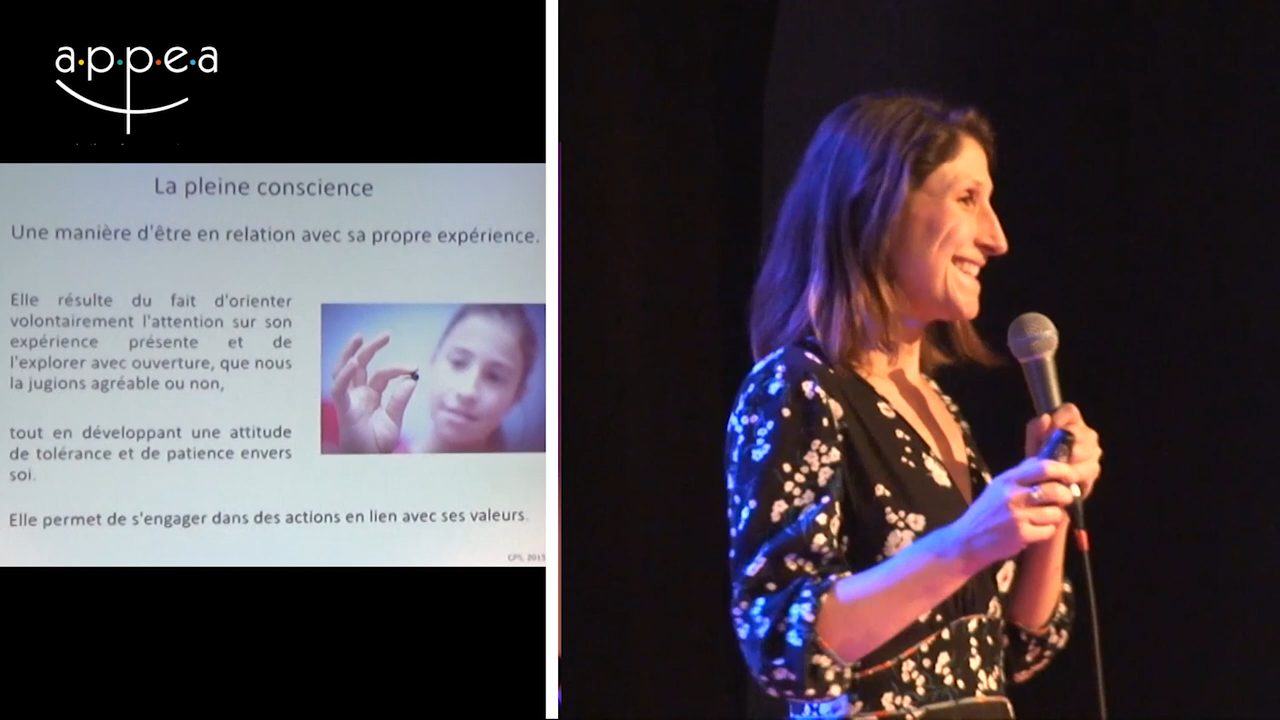 a·p·p·e·a
La pleine conscience
Une manière d'être en relation avec sa propre expérience.
Elle résulte du fait d'orienter
volontairement l'attention sur son
expérience présente et de
l'explorer avec ouverture, que nous
la jugions agréable ou non,
tout en développant une attitude
de tolérance et de patience envers
soi.
Elle permet de s'engager dans des actions en lien avec ses valeurs.
CPS, 2015